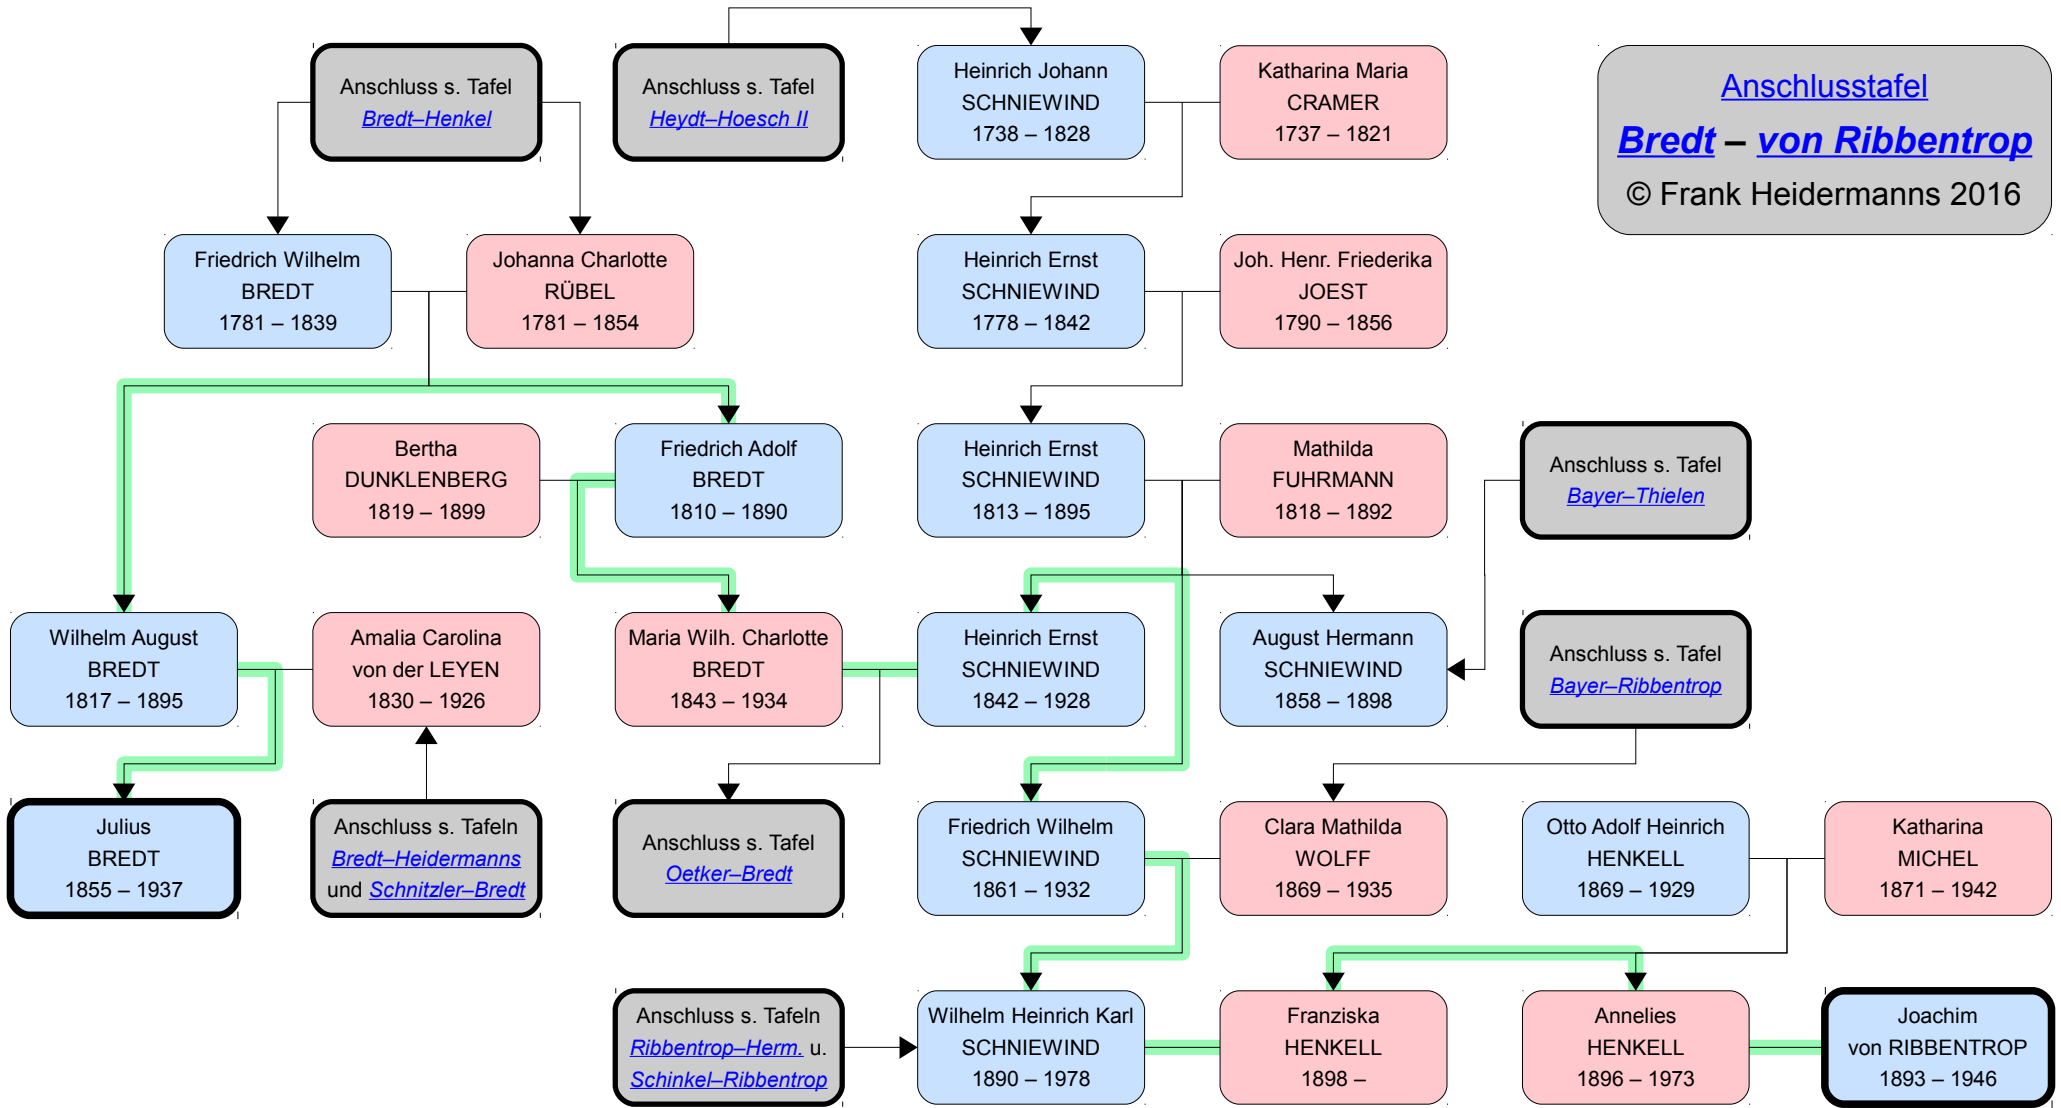 Anschluss s. Tafel
Bredt–Henkel
Anschluss s. Tafel
Heydt–Hoesch II
Heinrich Johann
SCHNIEWIND
1738 – 1828
Katharina Maria
CRAMER
1737 – 1821
Anschlusstafel
Bredt – von Ribbentrop
© Frank Heidermanns 2016
Friedrich Wilhelm
BREDT
1781 – 1839
Johanna Charlotte
RÜBEL
1781 – 1854
Heinrich Ernst
SCHNIEWIND
1778 – 1842
Joh. Henr. Friederika
JOEST
1790 – 1856
Bertha
DUNKLENBERG
1819 – 1899
Friedrich Adolf
BREDT
1810 – 1890
Heinrich Ernst
SCHNIEWIND
1813 – 1895
Mathilda
FUHRMANN
1818 – 1892
Anschluss s. Tafel
Bayer–Thielen
Wilhelm August
BREDT
1817 – 1895
Amalia Carolina
von der LEYEN
1830 – 1926
Maria Wilh. Charlotte
BREDT
1843 – 1934
Heinrich Ernst
SCHNIEWIND
1842 – 1928
August Hermann
SCHNIEWIND
1858 – 1898
Anschluss s. Tafel
Bayer–Ribbentrop
Julius
BREDT
1855 – 1937
Anschluss s. Tafeln
Bredt–Heidermanns
und Schnitzler–Bredt
Anschluss s. Tafel
Oetker–Bredt
Friedrich Wilhelm
SCHNIEWIND
1861 – 1932
Clara Mathilda
WOLFF
1869 – 1935
Otto Adolf Heinrich
HENKELL
1869 – 1929
Katharina
MICHEL
1871 – 1942
Anschluss s. Tafeln
Ribbentrop–Herm. u.
Schinkel–Ribbentrop
Wilhelm Heinrich Karl
SCHNIEWIND
1890 – 1978
Franziska
HENKELL
1898 –
Annelies
HENKELL
1896 – 1973
Joachim
von RIBBENTROP
1893 – 1946